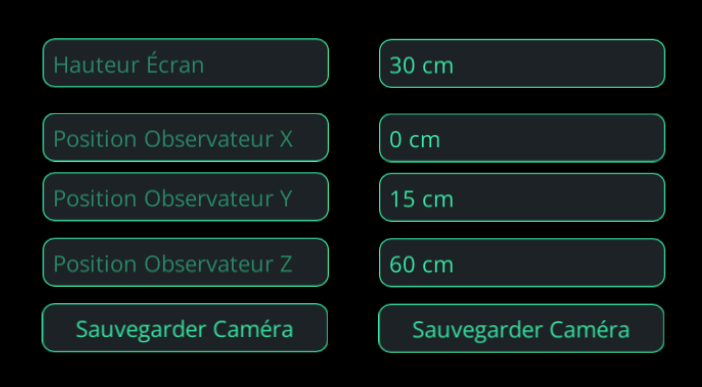 Hauteur Écran
30 cm
Position Observateur X
0 cm
Position Observateur Y
15 cm
Position Observateur Z
60 cm
Sauvegarder Caméra
Sauvegarder Caméra